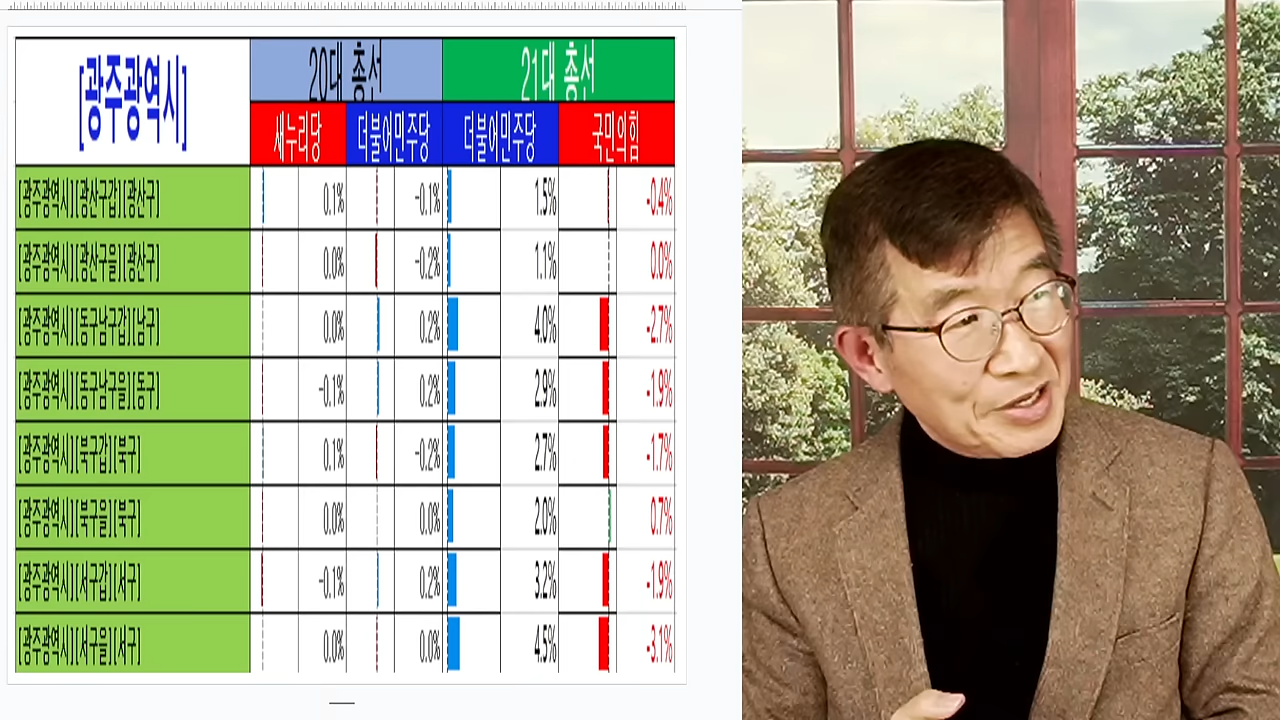 [광주광역시] 20대 총선 21대 총선
새누리당 더불어민주당 더불어민주당 국민의힘
[광주광역시][광산구갑][광산구] 0.1% -0.1% 1.5% -0.4%
[광주광역시][광산구을][광산구] 0.0% -0.2% 1.1% 0.0%
[광주광역시][동구남구갑][남구] 0.0% 0.2% 4.0% -2.7%
[광주광역시][동구남구을][동구] -0.1% 0.2% 2.9% -1.9%
[광주광역시][북구갑][북구] 0.1% -0.2% 2.7% -1.7%
[광주광역시][북구을][북구] 0.0% 0.0% 2.0% 0.7%
[광주광역시][서구갑][서구] -0.1% 0.2% 3.2% -1.9%
[광주광역시][서구을][서구] 0.0% 0.0% 4.5% -3.1%